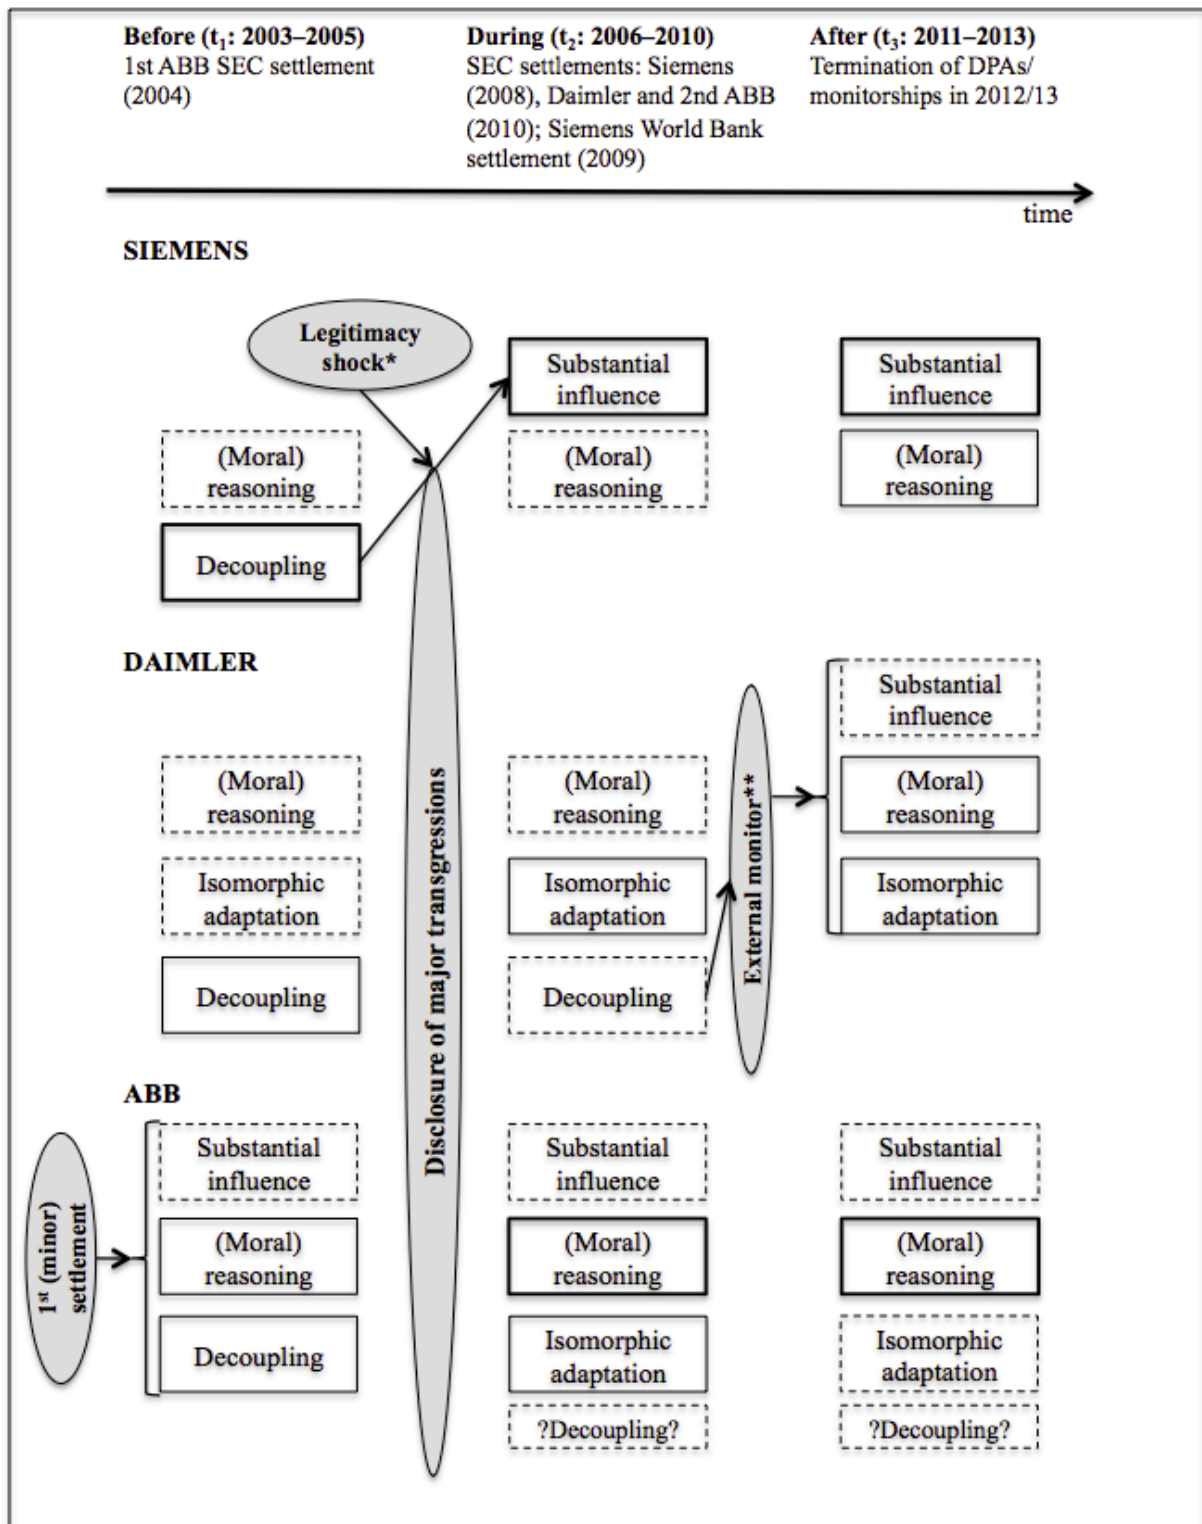 Before (t₁: 2003–2005)
1st ABB SEC settlement
(2004)
During (t₂: 2006–2010)
SEC settlements: Siemens
(2008), Daimler and 2nd ABB
(2010); Siemens World Bank
settlement (2009)
After (t₃: 2011–2013)
Termination of DPAs/
monitorships in 2012/13
time
SIEMENS
Legitimacy
shock*
(Moral)
reasoning
Decoupling
Substantial
influence
(Moral)
reasoning
Substantial
influence
(Moral)
reasoning
Disclosure of major transgressions
DAIMLER
(Moral)
reasoning
Isomorphic
adaptation
Decoupling
(Moral)
reasoning
Isomorphic
adaptation
Decoupling
External monitor**
Substantial
influence
(Moral)
reasoning
Isomorphic
adaptation
ABB
1st (minor)
settlement
Substantial
influence
(Moral)
reasoning
Decoupling
Substantial
influence
(Moral)
reasoning
Isomorphic
adaptation
?Decoupling?
Substantial
influence
(Moral)
reasoning
Isomorphic
adaptation
?Decoupling?